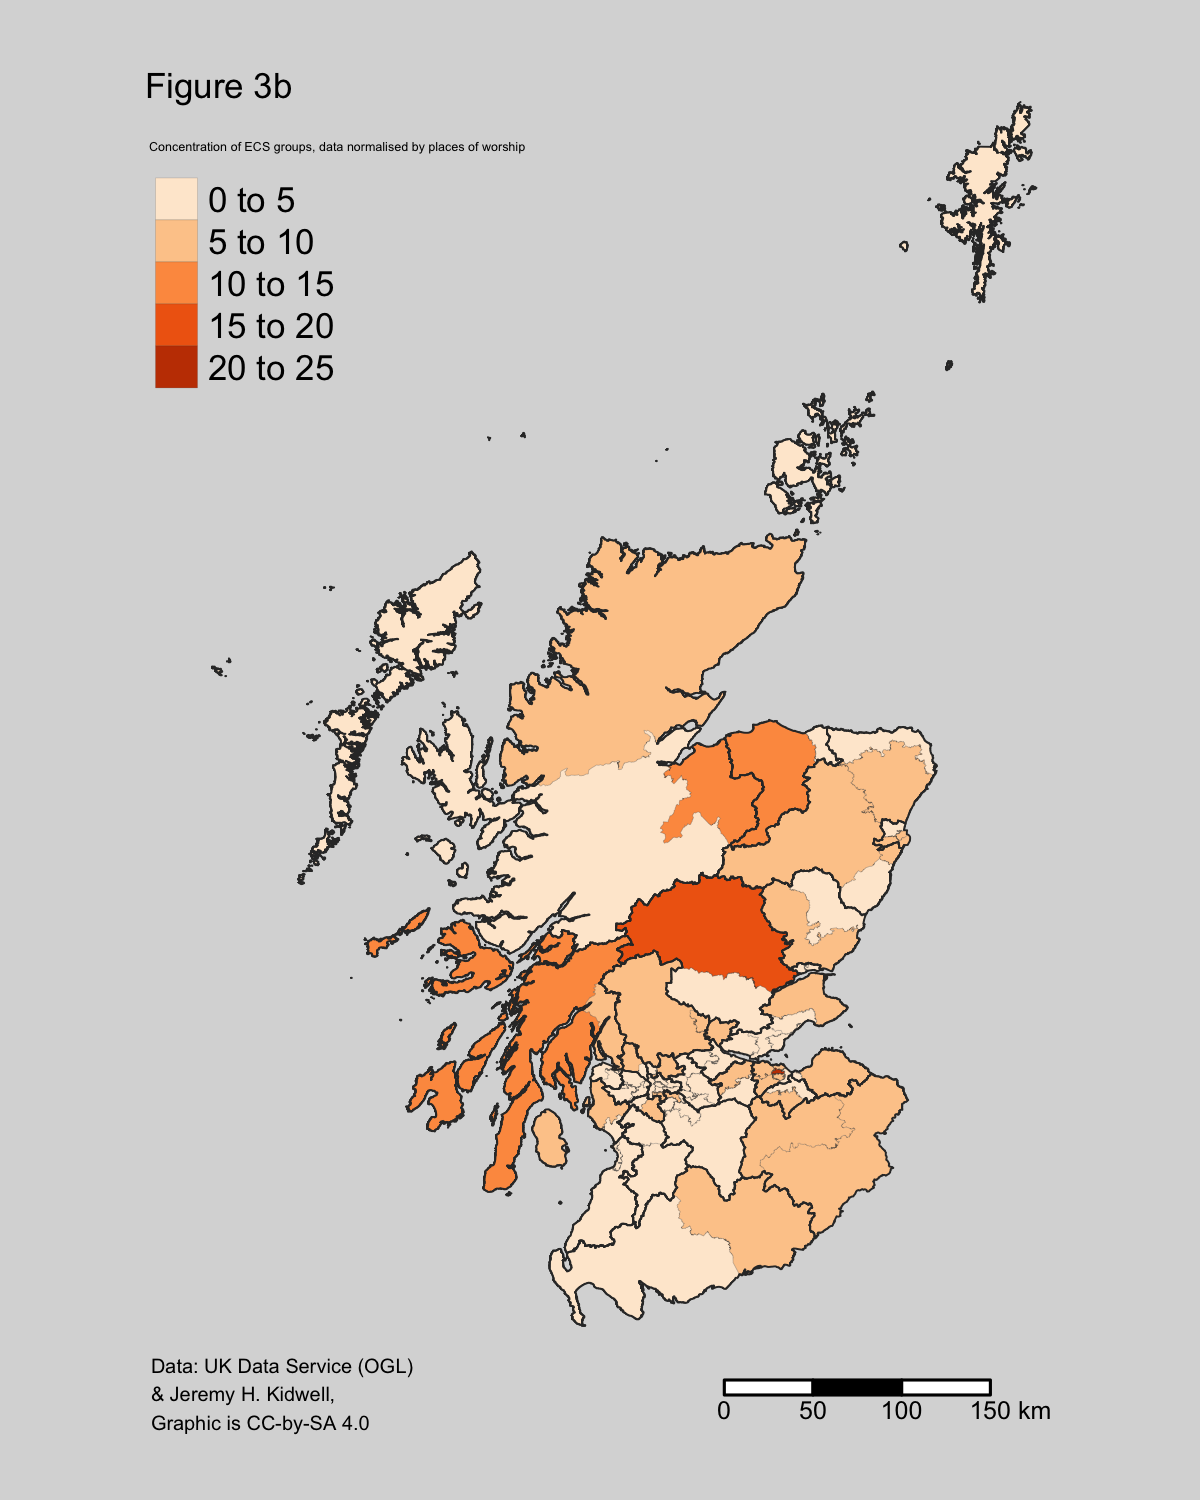 Figure 3b
Concentration of ECS groups, data normalised by places of worship
0 to 5
5 to 10
10 to 15
15 to 20
20 to 25
Data: UK Data Service (OGL)
& Jeremy H. Kidwell,
Graphic is CC-by-SA 4.0
0 50 100 150 km